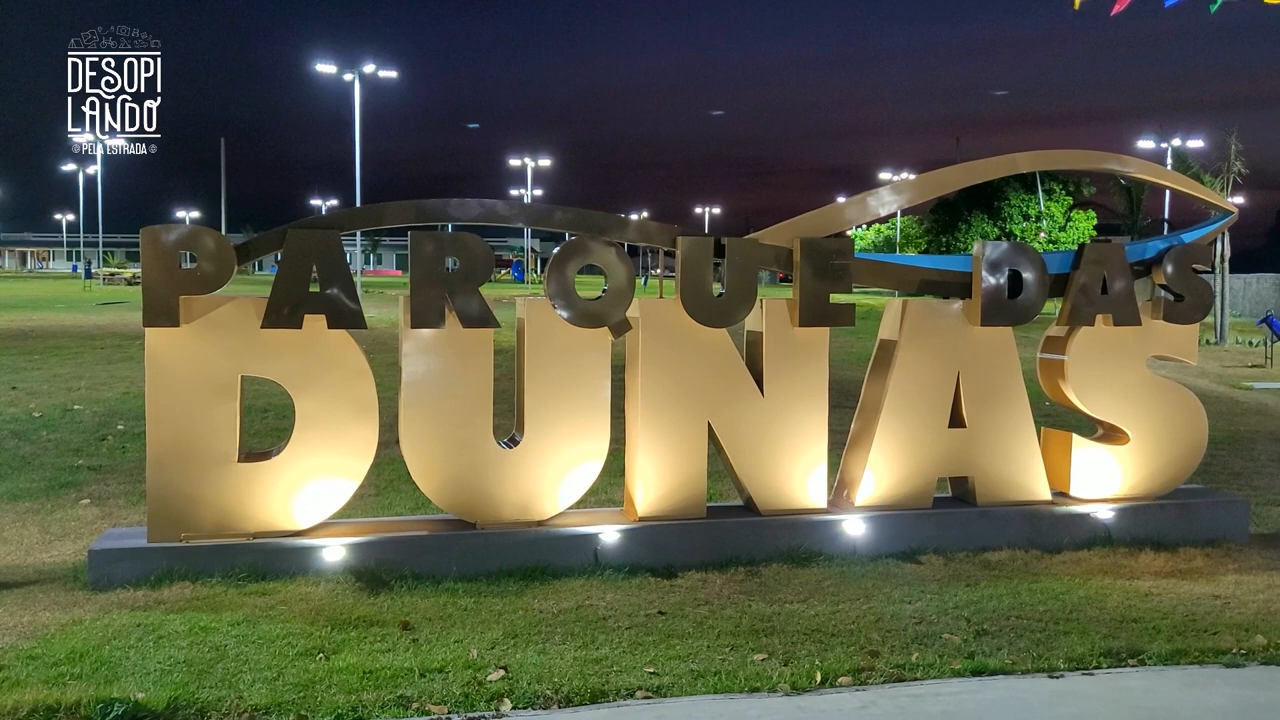 DESOPI
LANDO
PELA ESTRADA
PARQUE DAS
DUNAS